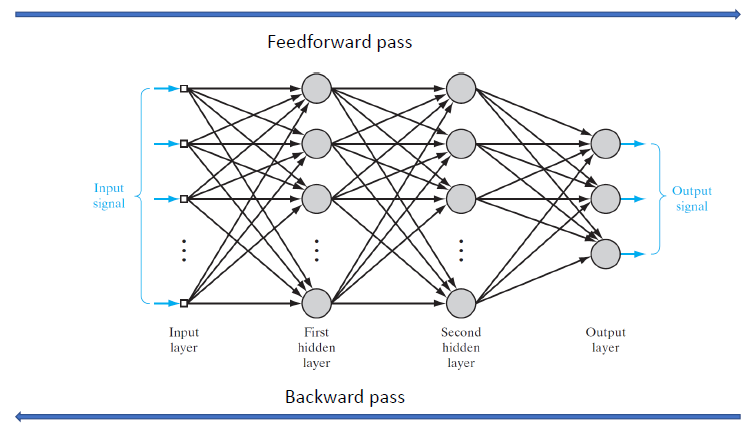 Feedforward pass
Input
signal
Output
signal
Input
layer
First
hidden
layer
Second
hidden
layer
Output
layer
Backward pass